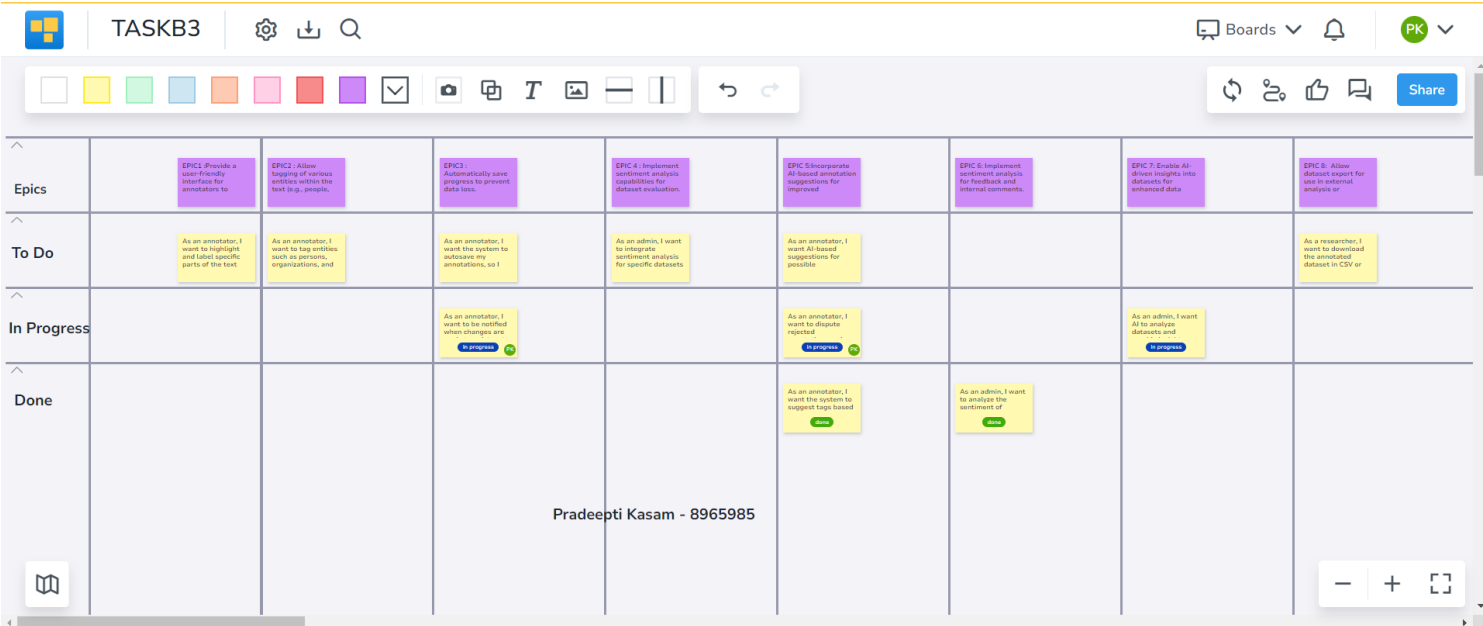 TASKB3
Boards
PK
Share
Epics
EPIC1 :Provide a
user-friendly
interface for
annotators to
EPIC2 : Allow
tagging of various
entities within the
text (e.g., people,
EPIC3 :
Automatically save
progress to prevent
data loss.
EPIC 4 : Implement
sentiment analysis
capabilities for
dataset evaluation.
EPIC 5:Incorporate
AI-based annotation
suggestions for
improved
EPIC 6: Implement
sentiment analysis
for feedback and
internal comments.
EPIC 7: Enable AI-
driven insights into
datasets for
enhanced data
EPIC 8: Allow
dataset export for
use in external
analysis or
To Do
As an annotator, I
want to highlight
and label specific
parts of the text
As an annotator, I
want to tag entities
such as persons,
organizations, and
As an annotator, I
want the system to
autosave my
annotations, so I
As an admin, I want
to integrate
sentiment analysis
for specific datasets
As an annotator, I
want AI-based
suggestions for
possible
As a researcher, I
want to download
the annotated
dataset in CSV or
In Progress
As an annotator, I
want to be notified
when changes are
In progress
PK
As an annotator, I
want to dispute
rejected
In progress
PK
As an admin, I want
AI to analyze
datasets and
In progress
Done
As an annotator, I
want the system to
suggest tags based
done
As an admin, I want
to analyze the
sentiment of
done
Pradeepti Kasam - 8965985